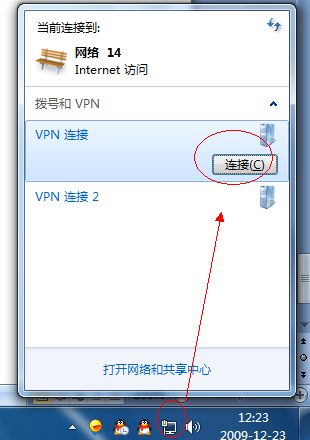 当前连接到:
网络 14
Internet 访问
拨号和 VPN
VPN 连接
连接(C)
VPN 连接 2
打开网络和共享中心
12:23
2009-12-23